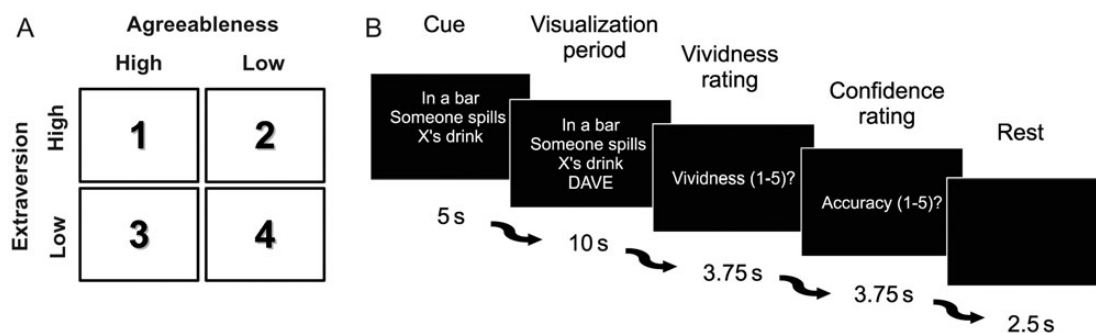 A
Agreeableness
High Low
Extraversion
High
Low
1 2
3 4
B
Cue
In a bar
Someone spills
X's drink
5 s
Visualization
period
In a bar
Someone spills
X's drink
DAVE
10 s
Vividness
rating
Vividness (1-5)?
3.75 s
Confidence
rating
Accuracy (1-5)?
3.75 s
Rest
2.5 s